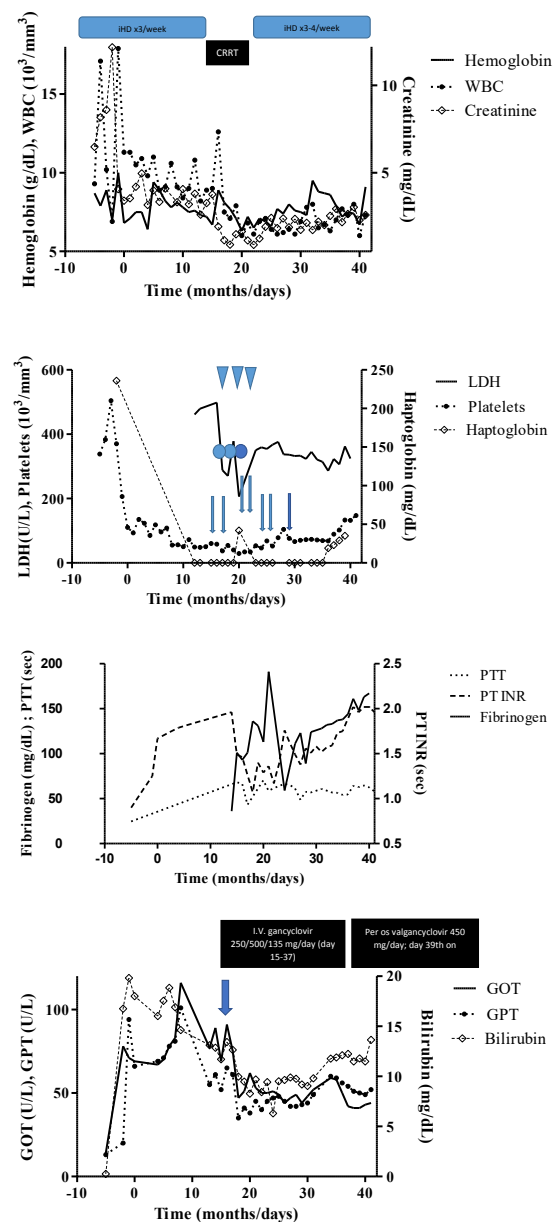 iHD x3/week
iHD x3-4/week
CRRT
Hemoglobin (g/dL), WBC (10³/mm³)
15
10
5
10
5
Creatinine (mg/dL)
-10 0 10 20 30 40
Time (months/days)
Hemoglobin
WBC
Creatinine
LDH(U/L), Platelets (10³/mm³)
600
400
200
0
250
200
150
100
50
0
Haptoglobin (mg/dL)
-10 0 10 20 30 40
Time (months/days)
LDH
Platelets
Haptoglobin
Fibrinogen (mg/dL) ; PTT (sec)
200
150
100
50
0
2.5
2.0
1.5
1.0
0.5
PT INR (sec)
-10 0 10 20 30 40
Time (months/days)
PTT
PT INR
Fibrinogen
I.V. gancyclovir
250/500/135 mg/day (day
15-37)
Per os valgancyclovir 450
mg/day; day 39th on
GOT (U/L), GPT (U/L)
100
50
0
20
15
10
5
0
Bilirubin (mg/dL)
-10 0 10 20 30 40
Time (months/days)
GOT
GPT
Bilirubin